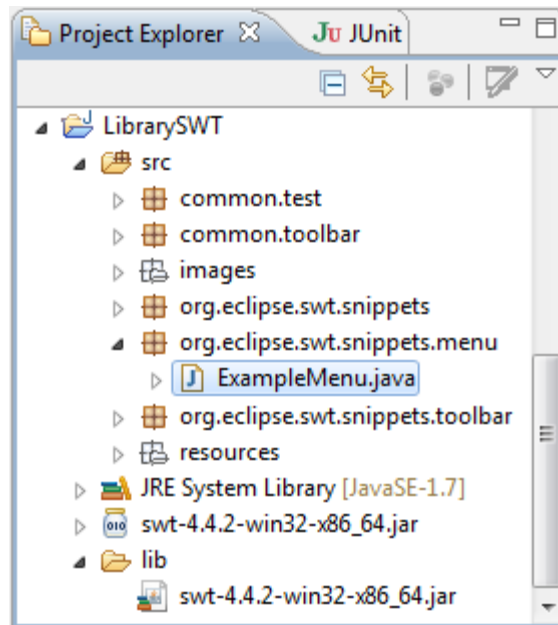 Project Explorer JU JUnit
LibrarySWT
src
common.test
common.toolbar
images
org.eclipse.swt.snippets
org.eclipse.swt.snippets.menu
J ExampleMenu.java
org.eclipse.swt.snippets.toolbar
resources
JRE System Library [JavaSE-1.7]
010 swt-4.4.2-win32-x86_64.jar
lib
swt-4.4.2-win32-x86_64.jar